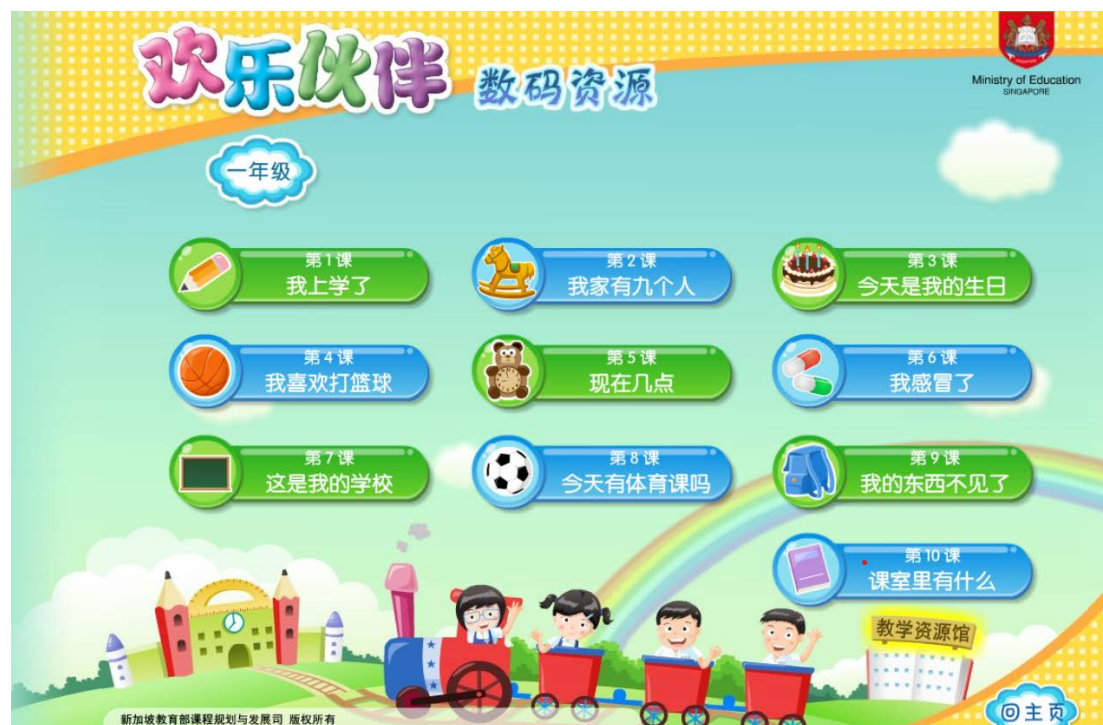 欢乐伙伴 数码资源
Ministry of Education
SINGAPORE
一年级
第1课
我上学了
第2课
我家有九个人
第3课
今天是我的生日
第4课
我喜欢打篮球
第5课
现在几点
第6课
我感冒了
第7课
这是我的学校
第8课
今天有体育课吗
第9课
我的东西不见了
第10课
课室里有什么
教学资源馆
回主页
新加坡教育部课程规划与发展司 版权所有